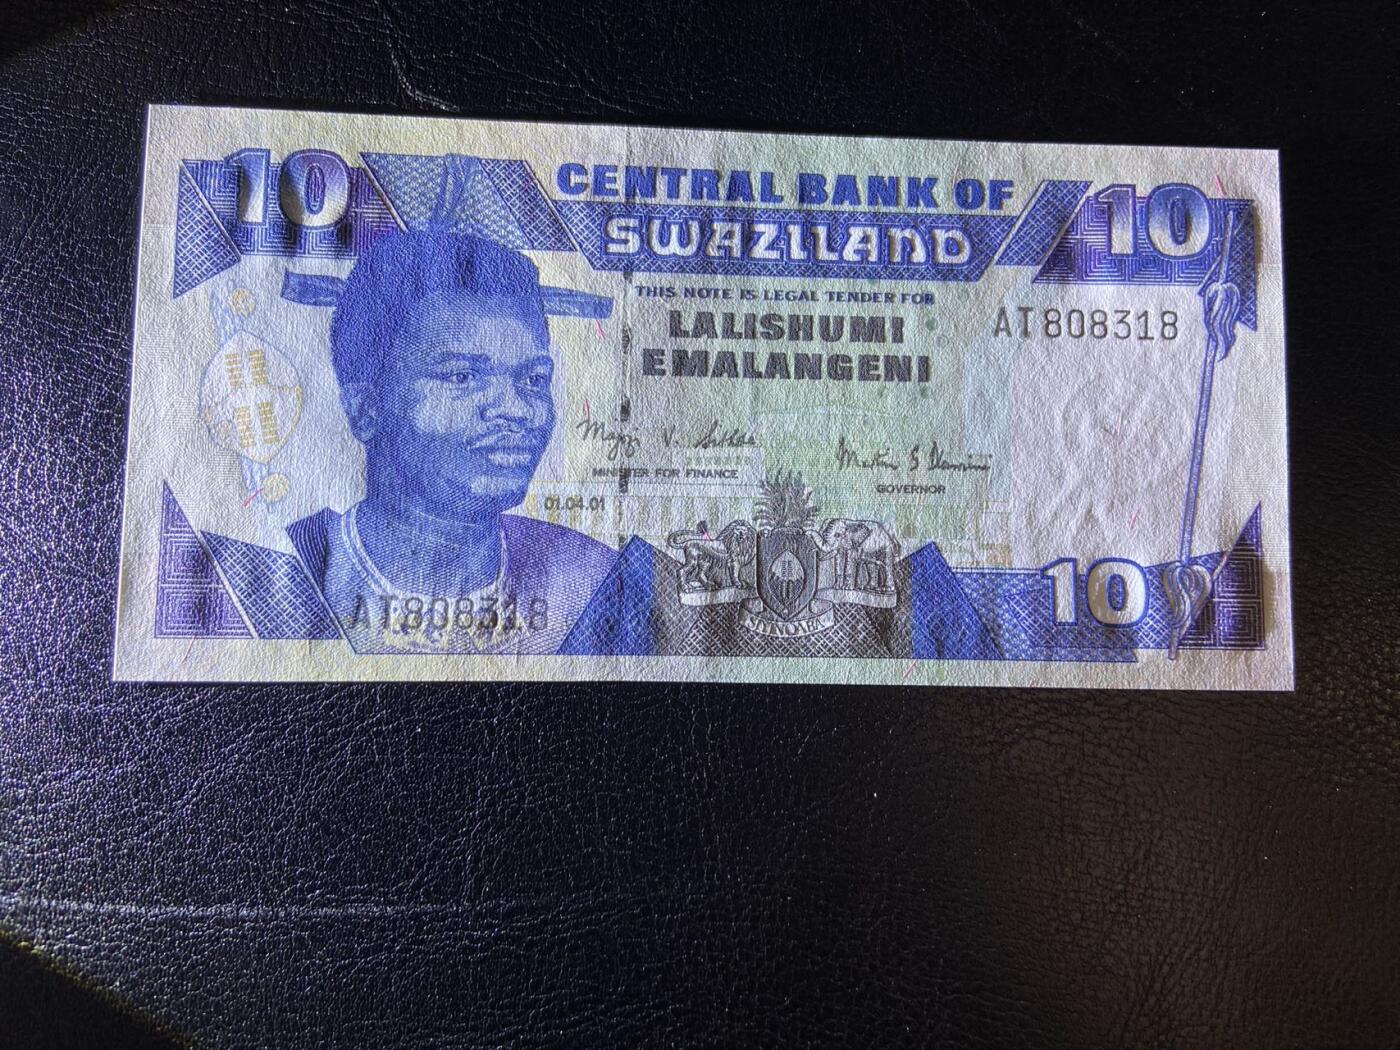 10
CENTRAL BANK OF
SWAZILAND
10
THIS NOTE IS LEGAL TENDER FOR
LALISHUMI
EMALANGENI
AT808318
MINISTER FOR FINANCE
GOVERNOR
01.04.01
10
AT808318
SIYINQABA